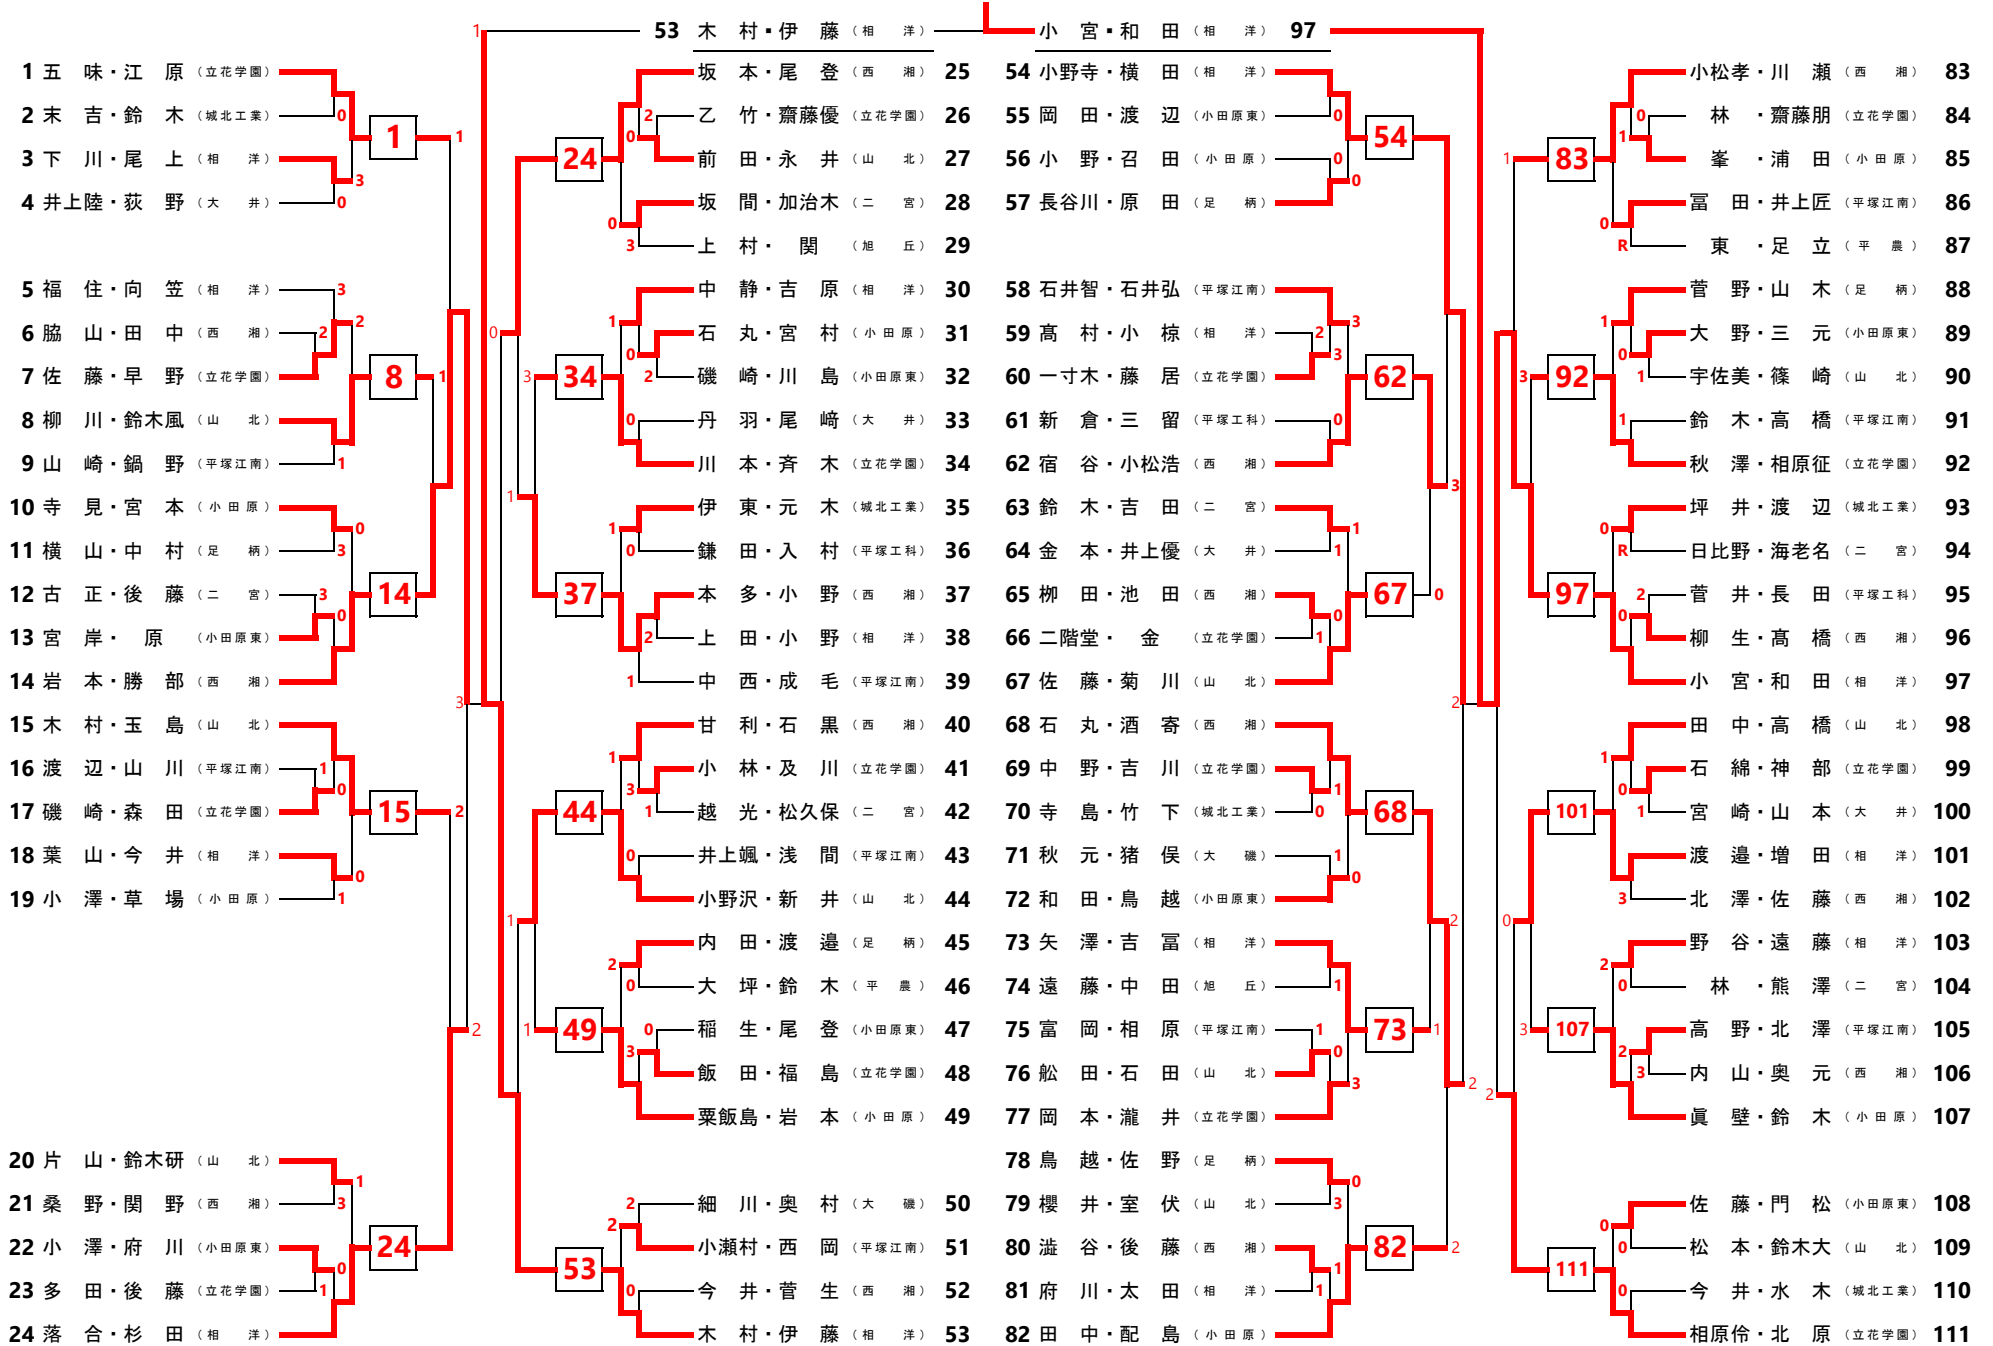 53 木村・伊藤（相洋）
小宮・和田（相洋） 97
1 五味・江原（立花学園）
2 末吉・鈴木（城北工業）
3 下川・尾上（相洋）
4 井上陸・荻野（大井）
5 福住・向笠（相洋）
6 脇山・田中（西湘）
7 佐藤・早野（立花学園）
8 柳川・鈴木風（山北）
9 山崎・鍋野（平塚江南）
10 寺見・宮本（小田原）
11 横山・中村（足柄）
12 古正・後藤（二宮）
13 宮岸・原（小田原東）
14 岩本・勝部（西湘）
15 木村・玉島（山北）
16 渡辺・山川（平塚江南）
17 磯崎・森田（立花学園）
18 葉山・今井（相洋）
19 小澤・草場（小田原）
20 片山・鈴木研（山北）
21 桑野・関野（西湘）
22 小澤・府川（小田原東）
23 多田・後藤（立花学園）
24 落合・杉田（相洋）
1
8
14
15
24
坂本・尾登（西湘） 25
乙竹・齋藤優（立花学園） 26
前田・永井（山北） 27
坂間・加治木（二宮） 28
上村・関（旭丘） 29
中静・吉原（相洋） 30
石丸・宮村（小田原） 31
磯崎・川島（小田原東） 32
丹羽・尾﨑（大井） 33
川本・斉木（立花学園） 34
伊東・元木（城北工業） 35
鎌田・入村（平塚工科） 36
本多・小野（西湘） 37
上田・小野（相洋） 38
中西・成毛（平塚江南） 39
甘利・石黒（西湘） 40
小林・及川（立花学園） 41
越光・松久保（二宮） 42
井上颯・浅間（平塚江南） 43
小野沢・新井（山北） 44
内田・渡邉（足柄） 45
大坪・鈴木（平農） 46
稲生・尾登（小田原東） 47
飯田・福島（立花学園） 48
粟飯島・岩本（小田原） 49
細川・奥村（大磯） 50
小瀬村・西岡（平塚江南） 51
今井・菅生（西湘） 52
木村・伊藤（相洋） 53
24
34
37
44
49
53
54 小野寺・横田（相洋）
55 岡田・渡辺（小田原東）
56 小野・召田（小田原）
57 長谷川・原田（足柄）
58 石井智・石井弘（平塚江南）
59 髙村・小椋（相洋）
60 一寸木・藤居（立花学園）
61 新倉・三留（平塚工科）
62 宿谷・小松浩（西湘）
63 鈴木・吉田（二宮）
64 金本・井上優（大井）
65 栁田・池田（西湘）
66 二階堂・金（立花学園）
67 佐藤・菊川（山北）
68 石丸・酒寄（西湘）
69 中野・吉川（立花学園）
70 寺島・竹下（城北工業）
71 秋元・猪俣（大磯）
72 和田・鳥越（小田原東）
73 矢澤・吉冨（相洋）
74 遠藤・中田（旭丘）
75 富岡・相原（平塚江南）
76 舩田・石田（山北）
77 岡本・瀧井（立花学園）
78 鳥越・佐野（足柄）
79 櫻井・室伏（山北）
80 澁谷・後藤（西湘）
81 府川・太田（相洋）
82 田中・配島（小田原）
54
62
67
68
73
82
小松孝・川瀬（西湘） 83
林・齋藤朋（立花学園） 84
峯・浦田（小田原） 85
冨田・井上匠（平塚江南） 86
東・足立（平農） 87
菅野・山木（足柄） 88
大野・三元（小田原東） 89
宇佐美・篠崎（山北） 90
鈴木・高橋（平塚江南） 91
秋澤・相原征（立花学園） 92
坪井・渡辺（城北工業） 93
日比野・海老名（二宮） 94
菅井・長田（平塚工科） 95
柳生・髙橋（西湘） 96
小宮・和田（相洋） 97
田中・高橋（山北） 98
石綿・神部（立花学園） 99
宮崎・山本（大井） 100
渡邉・増田（相洋） 101
北澤・佐藤（西湘） 102
野谷・遠藤（相洋） 103
林・熊澤（二宮） 104
高野・北澤（平塚江南） 105
内山・奥元（西湘） 106
眞壁・鈴木（小田原） 107
佐藤・門松（小田原東） 108
松本・鈴木大（山北） 109
今井・水木（城北工業） 110
相原伶・北原（立花学園） 111
83
92
97
101
107
111